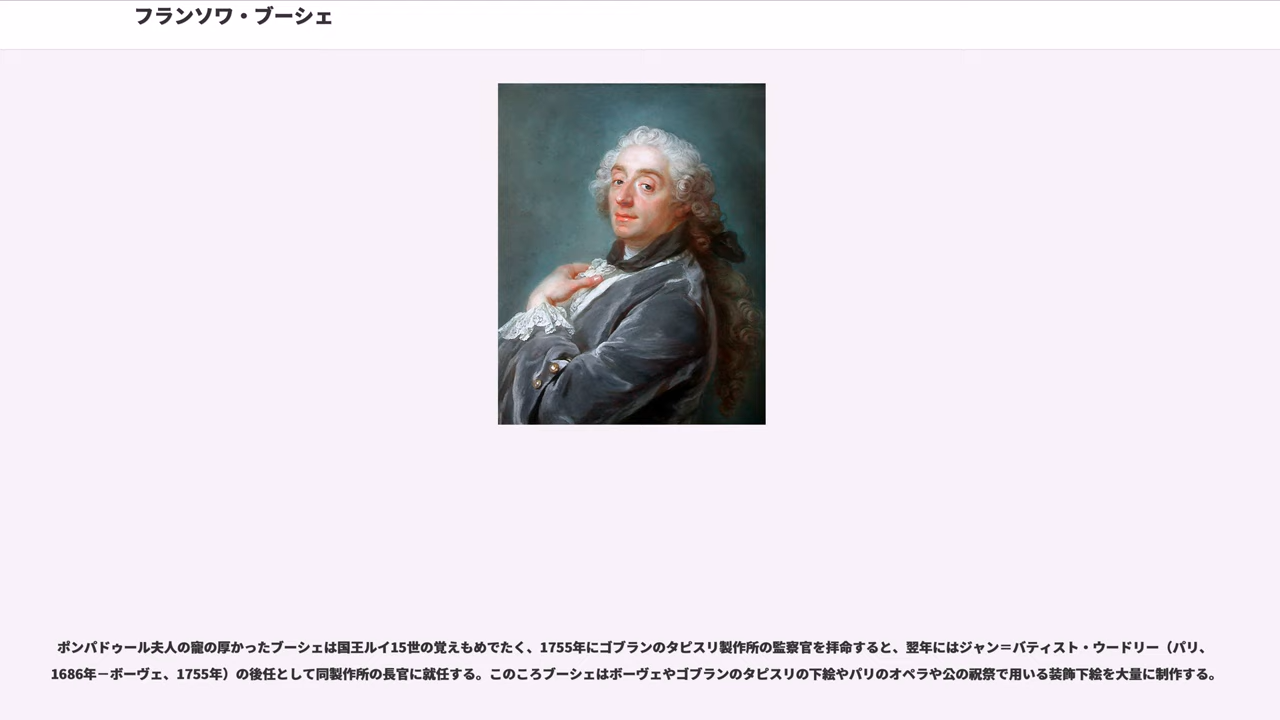 フランソワ・ブーシェ
ポンパドゥール夫人の寵の厚かったブーシェは国王ルイ15世の覚えもめでたく、1755年にゴブランのタピスリ製作所の監察官を拝命すると、翌年にはジャン＝バティスト・ウードリー（パリ、
1686年－ボーヴェ、1755年）の後任として同製作所の長官に就任する。このころブーシェはボーヴェやゴブランのタピスリの下絵やパリのオペラや公の祝祭で用いる装飾下絵を大量に制作する。